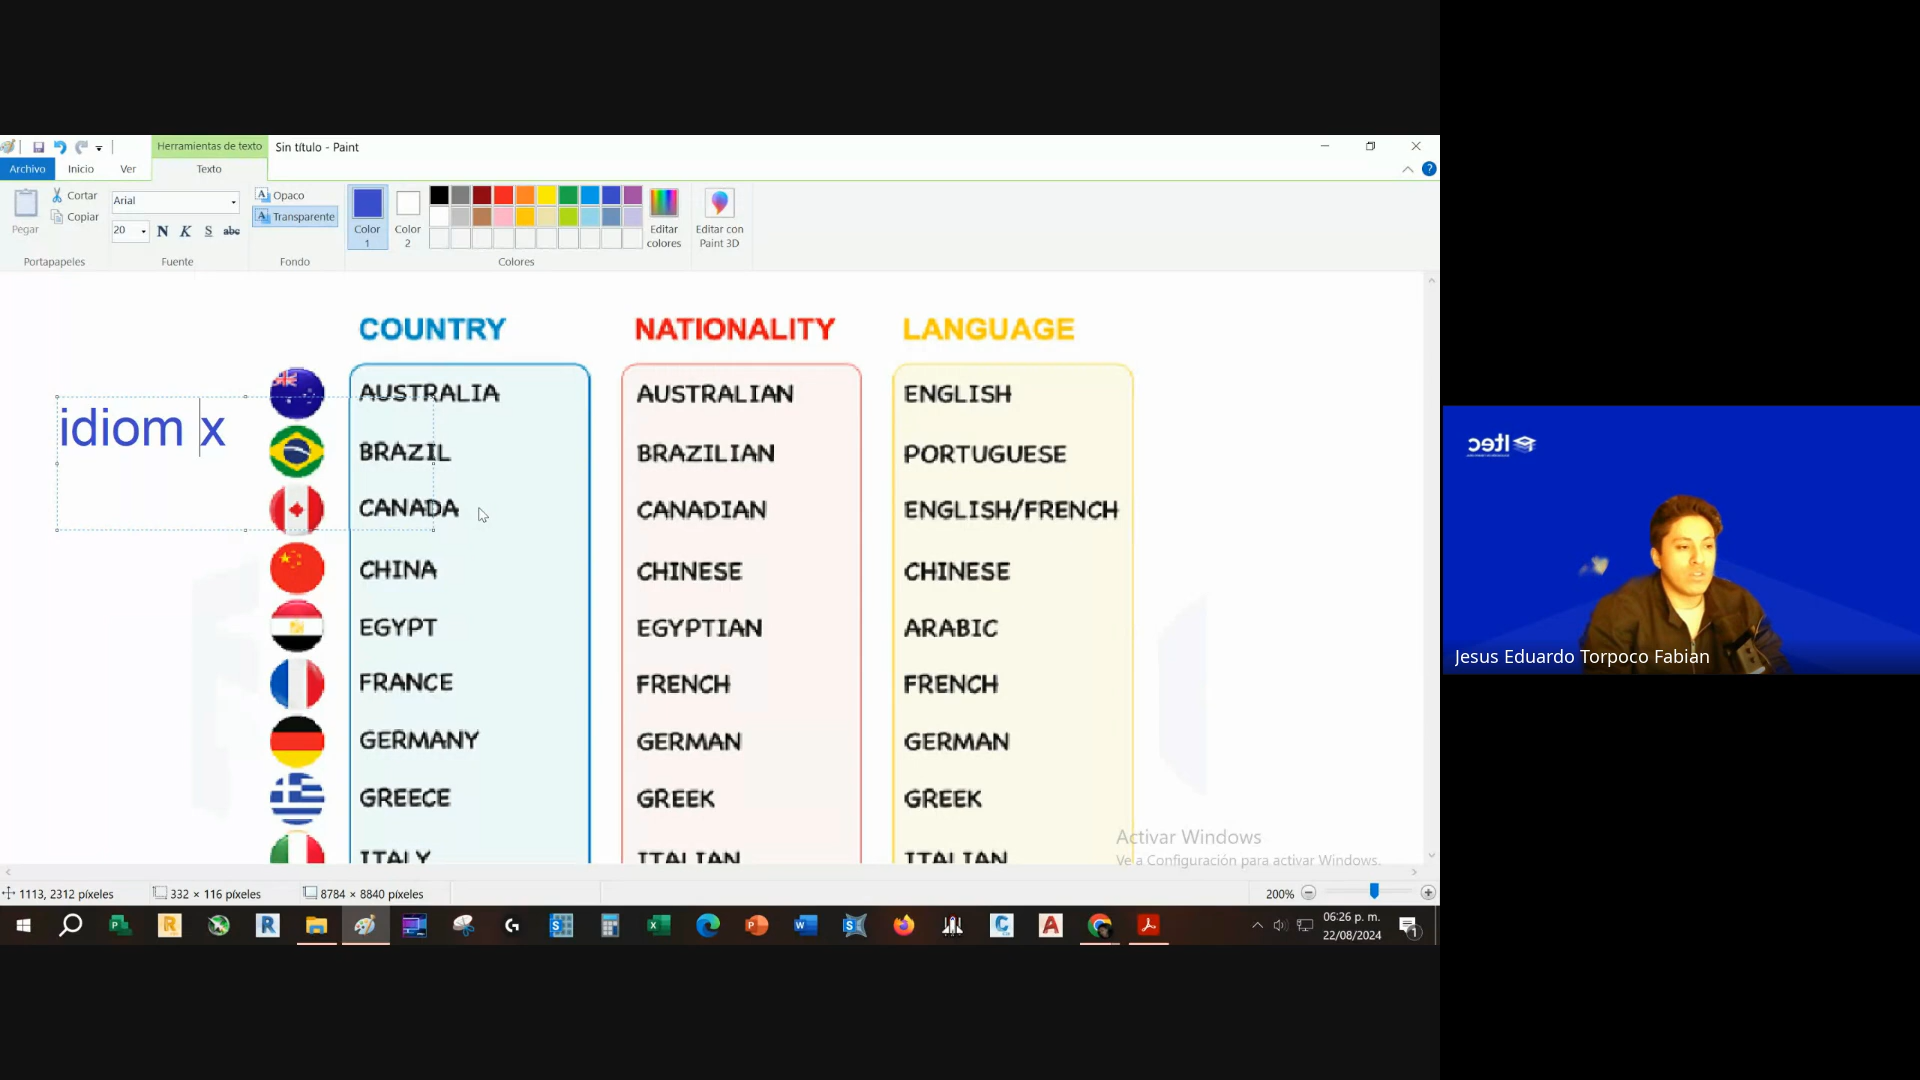 Herramientas de texto
Sin título - Paint
Archivo
Inicio
Ver
Texto
Pegar
Cortar
Copiar
Portapapeles
Arial
20
N K S abc
Fuente
Opaco
Transparente
Fondo
Color
1
Color
2
Editar
colores
Colores
Editar con
Paint 3D
COUNTRY NATIONALITY LANGUAGE
AUSTRALIA AUSTRALIAN ENGLISH
idiom x
BRAZIL BRAZILIAN PORTUGUESE
CANADA CANADIAN ENGLISH/FRENCH
CHINA CHINESE CHINESE
EGYPT EGYPTIAN ARABIC
FRANCE FRENCH FRENCH
GERMANY GERMAN GERMAN
GREECE GREEK GREEK
ITALY ITALIAN ITALIAN
Activar Windows
Ve a Configuración para activar Windows.
1113, 2312 píxeles
332 × 116 píxeles
8784 × 8840 píxeles
200%
06:26 p. m.
22/08/2024
1
Itec
Jesus Eduardo Torpoco Fabian